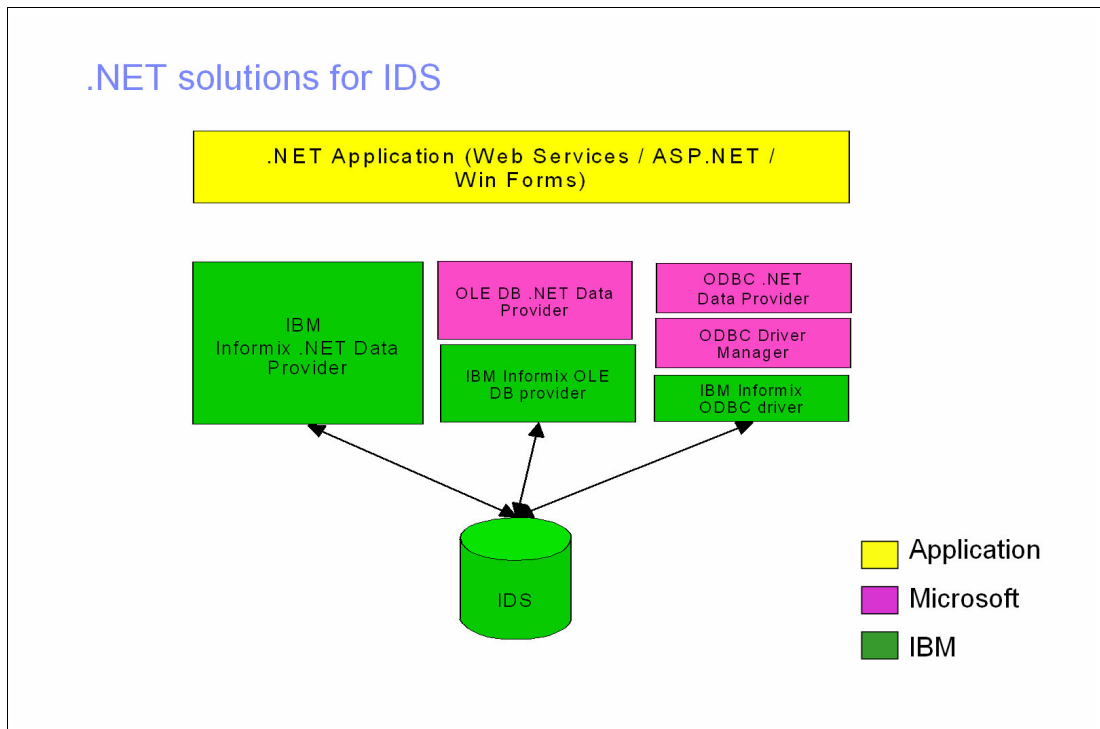 .NET solutions for IDS
.NET Application (Web Services / ASP.NET /
Win Forms)
IBM
Informix .NET Data
Provider
OLE DB .NET Data
Provider
IBM Informix OLE
DB provider
ODBC .NET
Data Provider
ODBC Driver
Manager
IBM Informix
ODBC driver
IDS
Application
Microsoft
IBM